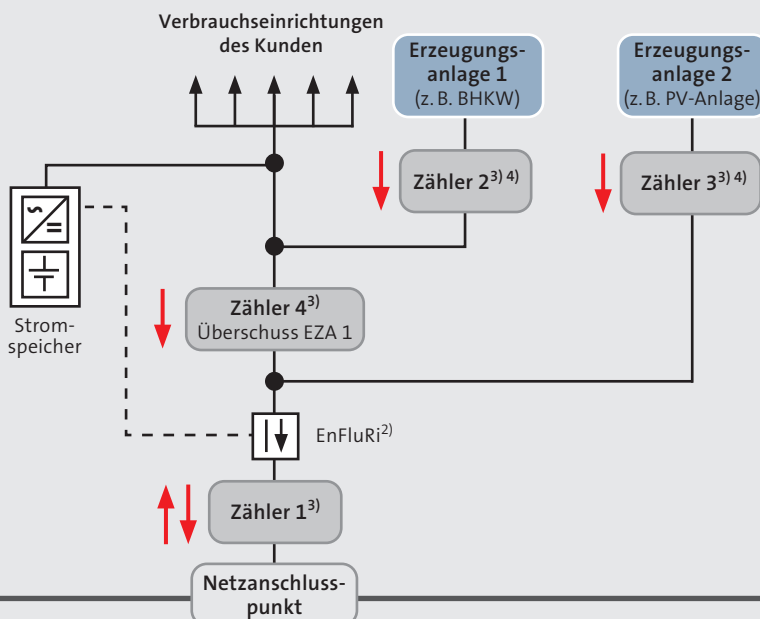 Verbrauchseinrichtungen
des Kunden
Erzeugungs-
anlage 1
(z. B. BHKW)
Erzeugungs-
anlage 2
(z. B. PV-Anlage)
Zähler 2³⁾ ⁴⁾
Zähler 3³⁾ ⁴⁾
Zähler 4³⁾
Überschuss EZA 1
Strom-
speicher
EnFluRi²⁾
Zähler 1³⁾
Netzanschluss-
punkt